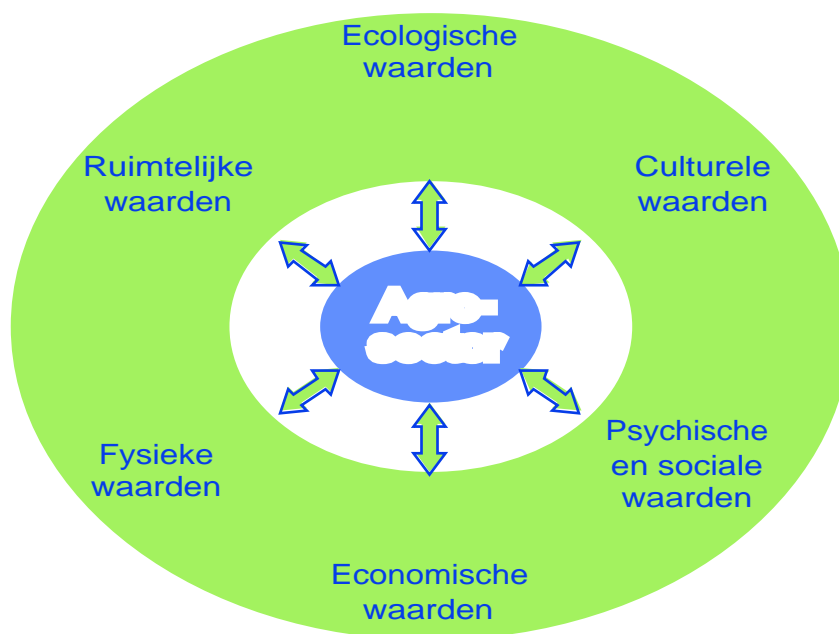 Ecologische
waarden
Ruimtelijke
waarden
Culturele
waarden
Agro-
sector
Fysieke
waarden
Psychische
en sociale
waarden
Economische
waarden